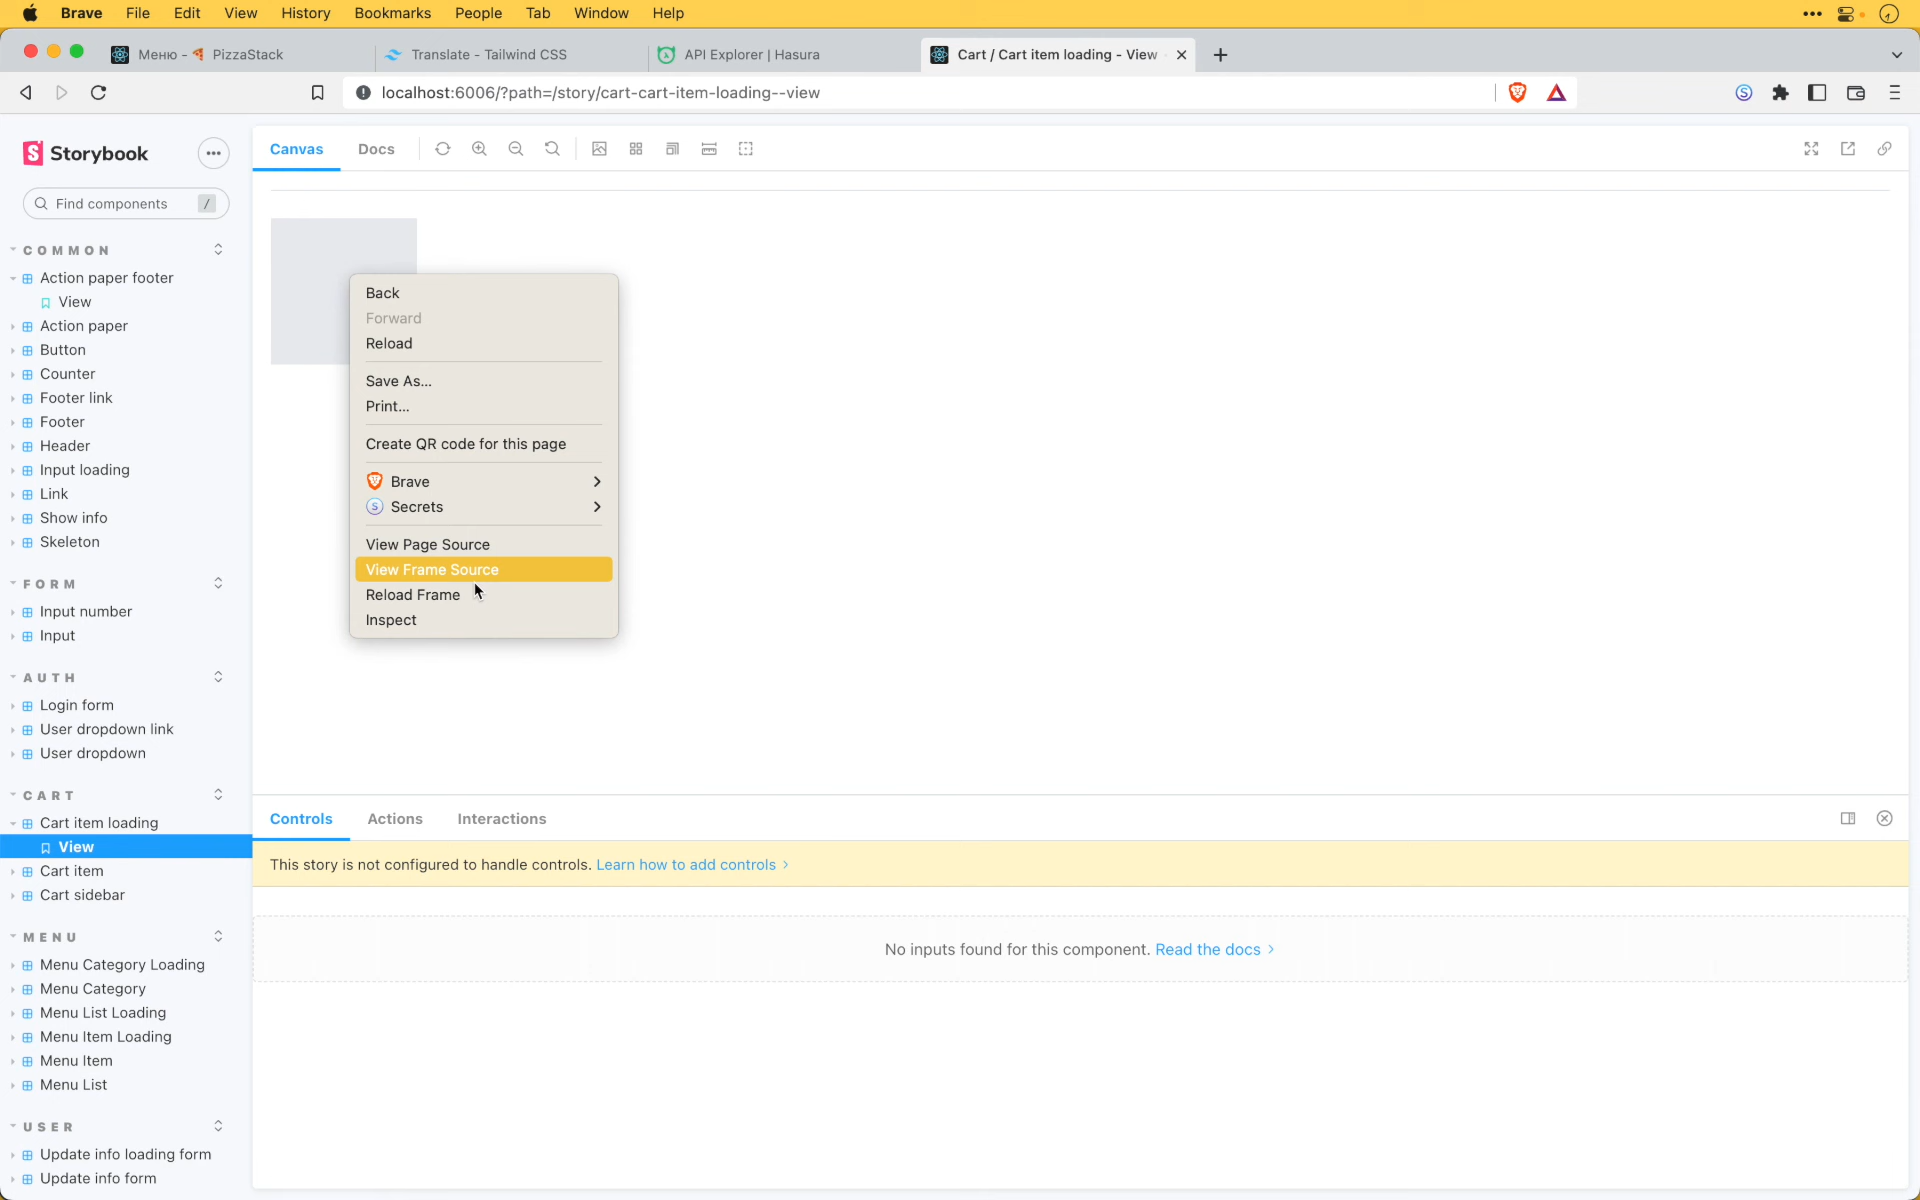 Brave File Edit View History Bookmarks People Tab Window Help
Меню - PizzaStack
Translate - Tailwind CSS
API Explorer | Hasura
Cart / Cart item loading - View
localhost:6006/?path=/story/cart-cart-item-loading--view
Storybook
Find components /
COMMON
Action paper footer
View
Action paper
Button
Counter
Footer link
Footer
Header
Input loading
Link
Show info
Skeleton
FORM
Input number
Input
AUTH
Login form
User dropdown link
User dropdown
CART
Cart item loading
View
Cart item
Cart sidebar
MENU
Menu Category Loading
Menu Category
Menu List Loading
Menu Item Loading
Menu Item
Menu List
USER
Update info loading form
Update info form
Canvas Docs
Back
Forward
Reload
Save As...
Print...
Create QR code for this page
Brave
S Secrets
View Page Source
View Frame Source
Reload Frame
Inspect
Controls Actions Interactions
This story is not configured to handle controls. Learn how to add controls
No inputs found for this component. Read the docs